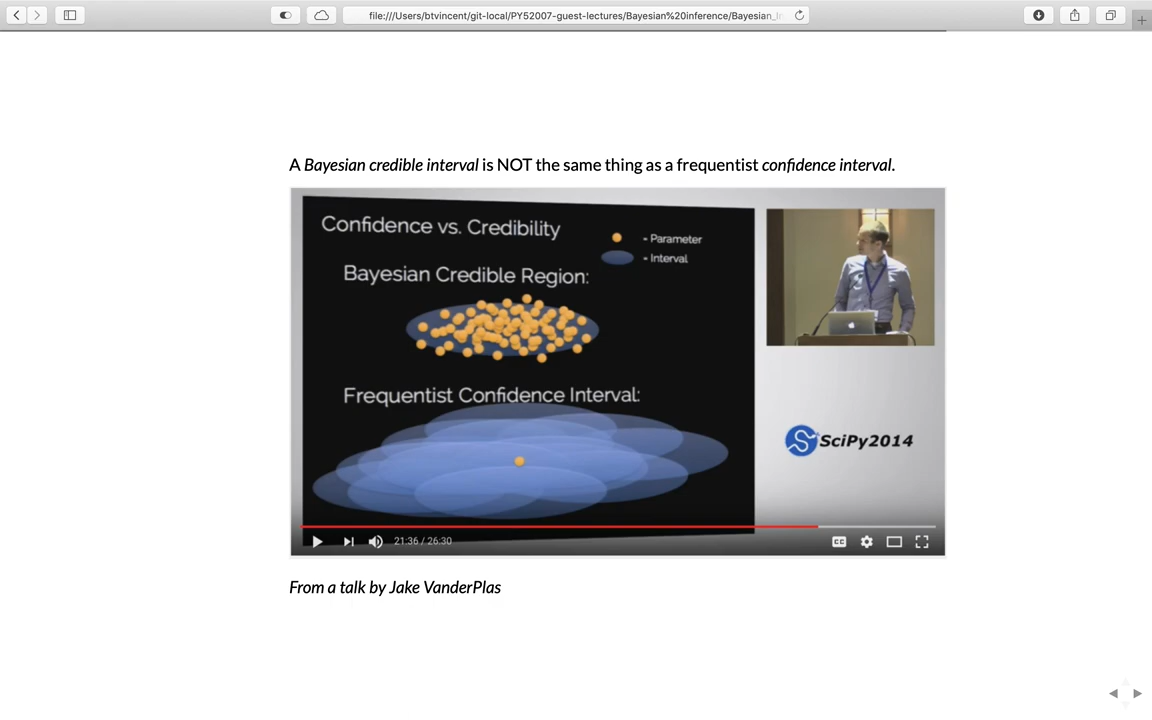 file:///Users/btvincent/git-local/PY52007-guest-lectures/Bayesian%20inference/Bayesian_
A Bayesian credible interval is NOT the same thing as a frequentist confidence interval.
Confidence vs. Credibility
- Parameter
- Interval
Bayesian Credible Region:
Frequentist Confidence Interval:
SciPy2014
21:36 / 26:30
CC
From a talk by Jake VanderPlas